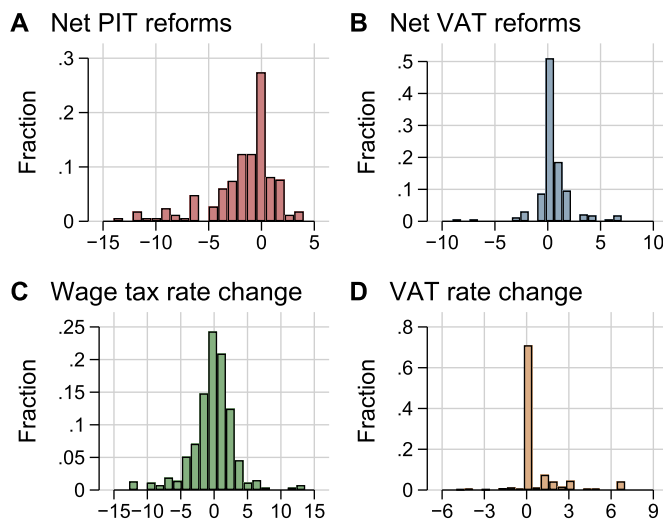 A Net PIT reforms
Fraction
.3
.2
.1
0
−15 −10 −5 0 5
B Net VAT reforms
Fraction
.5
.4
.3
.2
.1
0
−10 −5 0 5 10
C Wage tax rate change
Fraction
.25
.2
.15
.1
.05
0
−15 −10 −5 0 5 10 15
D VAT rate change
Fraction
.8
.6
.4
.2
0
−6 −3 0 3 6 9